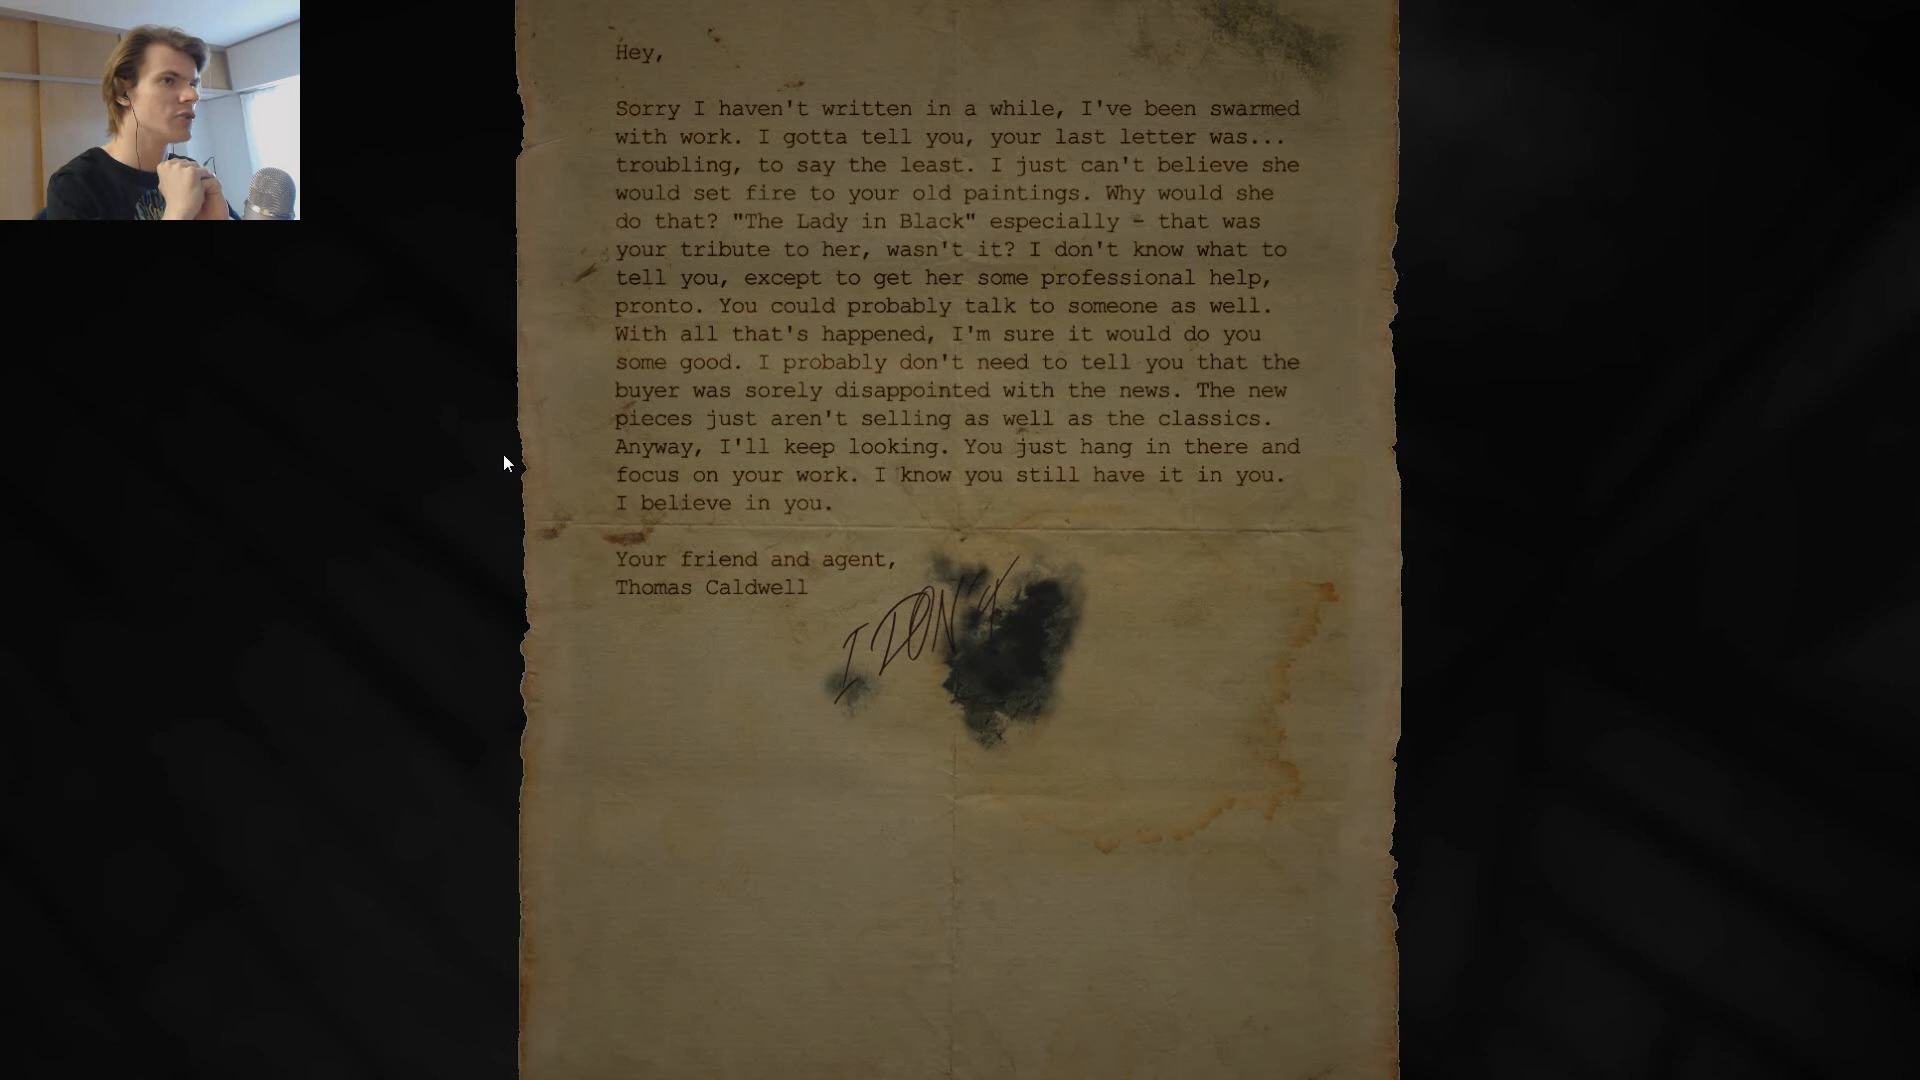 Hey,
Sorry I haven't written in a while, I've been swarmed
with work. I gotta tell you, your last letter was...
troubling, to say the least. I just can't believe she
would set fire to your old paintings. Why would she
do that? "The Lady in Black" especially - that was
your tribute to her, wasn't it? I don't know what to
tell you, except to get her some professional help,
pronto. You could probably talk to someone as well.
With all that's happened, I'm sure it would do you
some good. I probably don't need to tell you that the
buyer was sorely disappointed with the news. The new
pieces just aren't selling as well as the classics.
Anyway, I'll keep looking. You just hang in there and
focus on your work. I know you still have it in you.
I believe in you.
Your friend and agent,
Thomas Caldwell
I DON'T